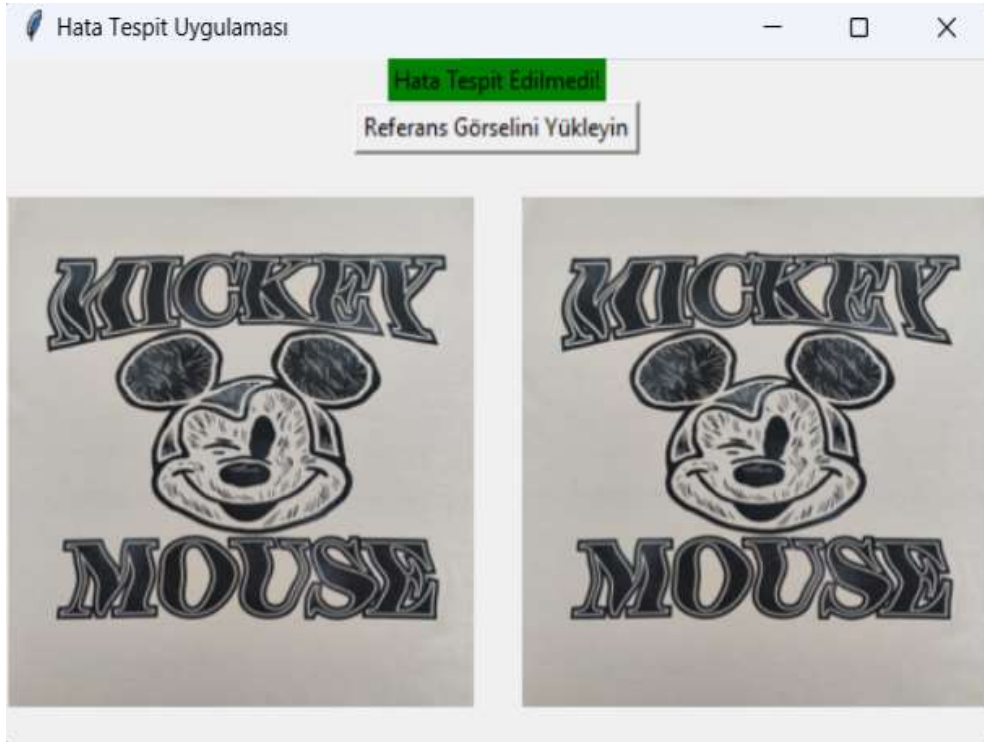 Hata Tespit Uygulaması
Hata Tespit Edilmedi!
Referans Görselini Yükleyin
MICKEY
MOUSE
MICKEY
MOUSE